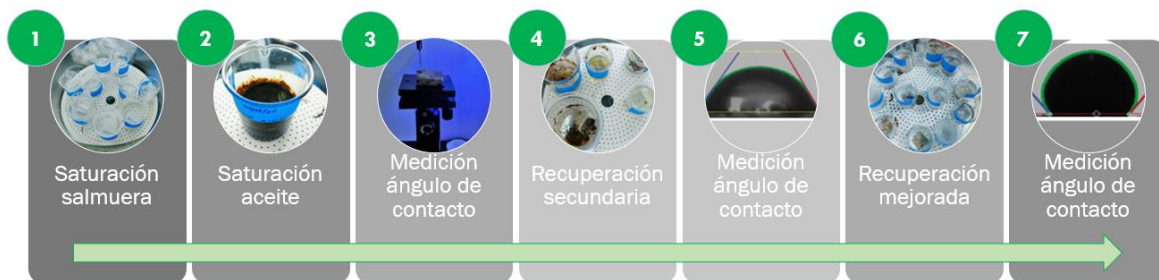 1
Saturación
salmuera
2
Saturación
aceite
3
Medición
ángulo de
contacto
4
Recuperación
secundaria
5
Medición
ángulo de
contacto
6
Recuperación
mejorada
7
Medición
ángulo de
contacto